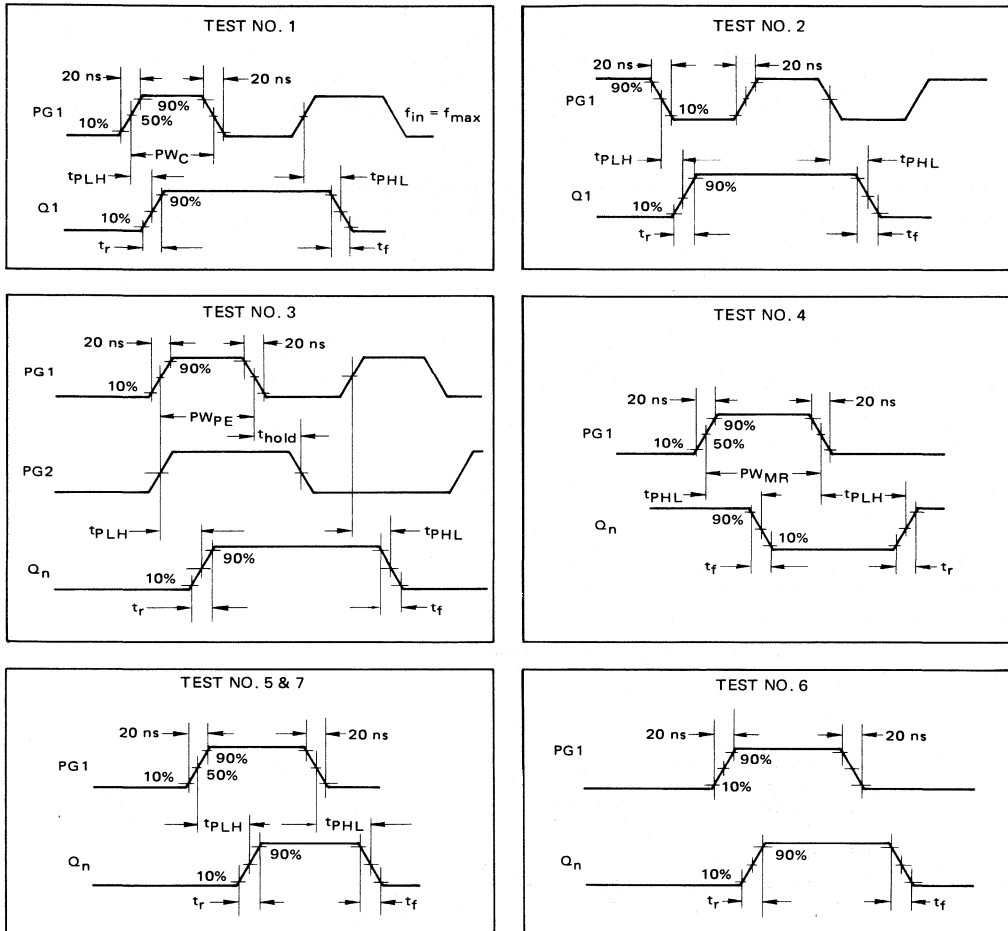 TEST NO. 1
20 ns
20 ns
PG1
90%
10%
50%
f_in = f_max
PW_C
t_PLH
t_PHL
Q1
10%
90%
t_r
t_f
TEST NO. 2
20 ns
20 ns
90%
PG1
10%
t_PLH
t_PHL
Q1
10%
90%
t_r
t_f
TEST NO. 3
20 ns
20 ns
PG1
10%
90%
PW_PE
t_hold
PG2
t_PLH
t_PHL
Q_n
90%
10%
t_r
t_f
TEST NO. 4
20 ns
20 ns
PG1
90%
10%
50%
PW_MR
t_PHL
t_PLH
Q_n
90%
10%
t_f
t_r
TEST NO. 5 & 7
20 ns
20 ns
PG1
90%
10%
50%
t_PLH
t_PHL
Q_n
90%
10%
t_r
t_f
TEST NO. 6
20 ns
20 ns
PG1
90%
10%
Q_n
90%
10%
t_r
t_f